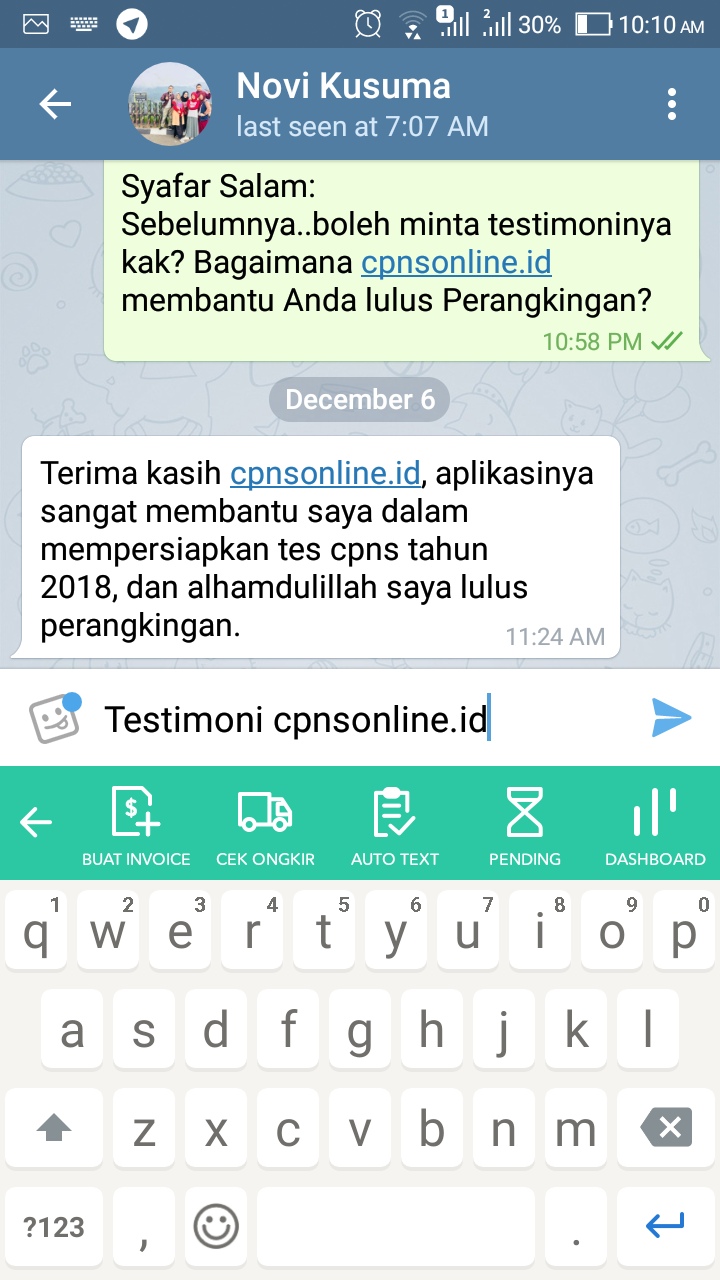 1 2 30% 10:10 AM
Novi Kusuma
last seen at 7:07 AM
Syafar Salam:
Sebelumnya..boleh minta testimoninya
kak? Bagaimana cpnsonline.id
membantu Anda lulus Perangkingan?
10:58 PM
December 6
Terima kasih cpnsonline.id, aplikasinya
sangat membantu saya dalam
mempersiapkan tes cpns tahun
2018, dan alhamdulillah saya lulus
perangkingan.
11:24 AM
Testimoni cpnsonline.id
BUAT INVOICE CEK ONGKIR AUTO TEXT PENDING DASHBOARD
1 2 3 4 5 6 7 8 9 0
q w e r t y u i o p
a s d f g h j k l
z x c v b n m
?123 , .